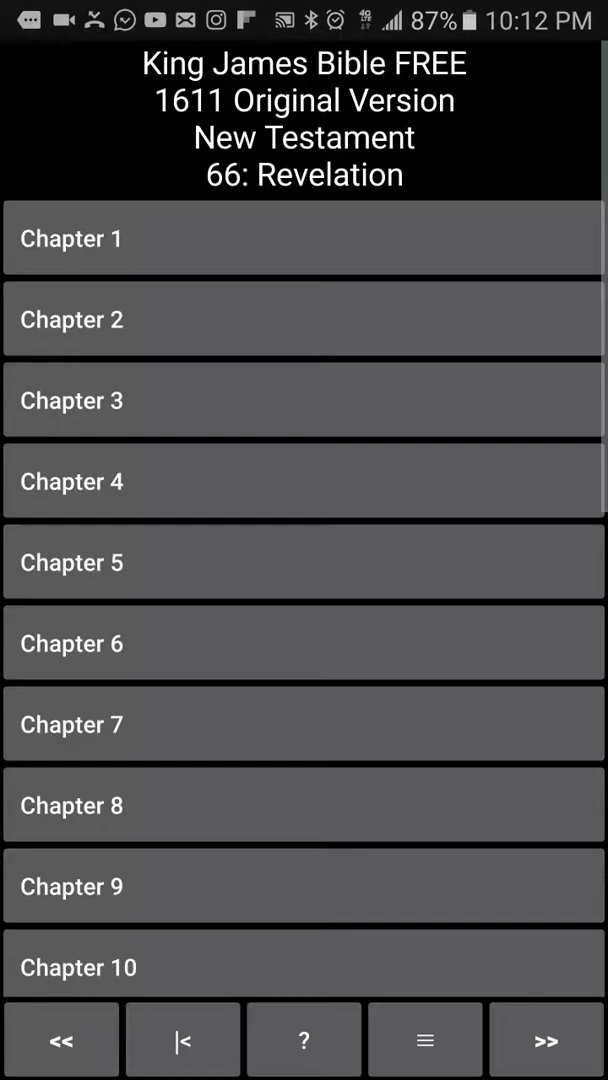 87% 10:12 PM
King James Bible FREE
1611 Original Version
New Testament
66: Revelation
Chapter 1
Chapter 2
Chapter 3
Chapter 4
Chapter 5
Chapter 6
Chapter 7
Chapter 8
Chapter 9
Chapter 10
<< |< ? ≡ >>